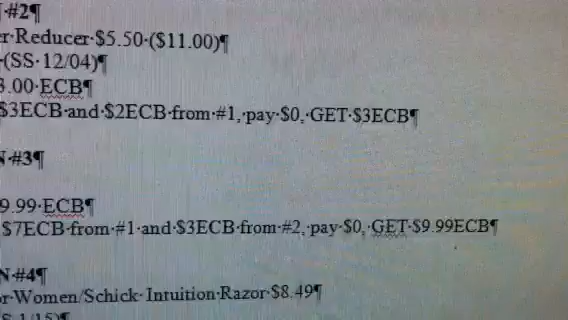 #2¶
er·Reducer·$5.50·($11.00)¶
(SS·12/04)¶
3.00·ECB¶
$3ECB·and·$2ECB·from·#1,·pay·$0,·GET·$3ECB¶
N·#3¶
9.99·ECB¶
$7ECB·from·#1·and·$3ECB·from·#2,·pay·$0,·GET·$9.99ECB¶
N·#4¶
or·Women/Schick·Intuition·Razor·$8.49¶